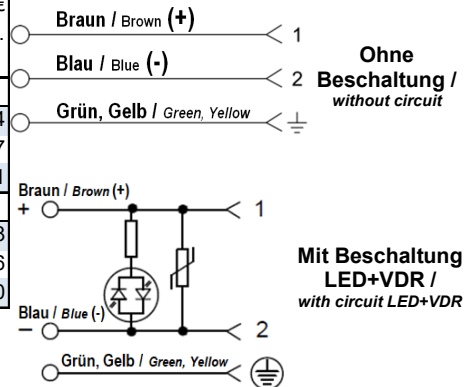 Braun / Brown (+)
1
Blau / Blue (-)
2
Grün, Gelb / Green, Yellow
Ohne
Beschaltung /
without circuit
Braun / Brown (+)
+
1
Blau / Blue (-)
−
2
Grün, Gelb / Green, Yellow
Mit Beschaltung
LED+VDR /
with circuit LED+VDR